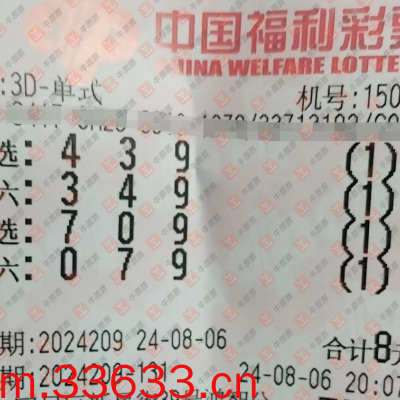 中国福利彩票
CHINA WELFARE LOTTE
:3D-单式 机号:150
选: 4 3 9 (1)
六: 3 4 9 (1)
选: 7 0 9 (1)
六: 0 7 9 (1)
期:2024209 24-08-06 合计8元
24-08-06 20:07
m.33633.cn